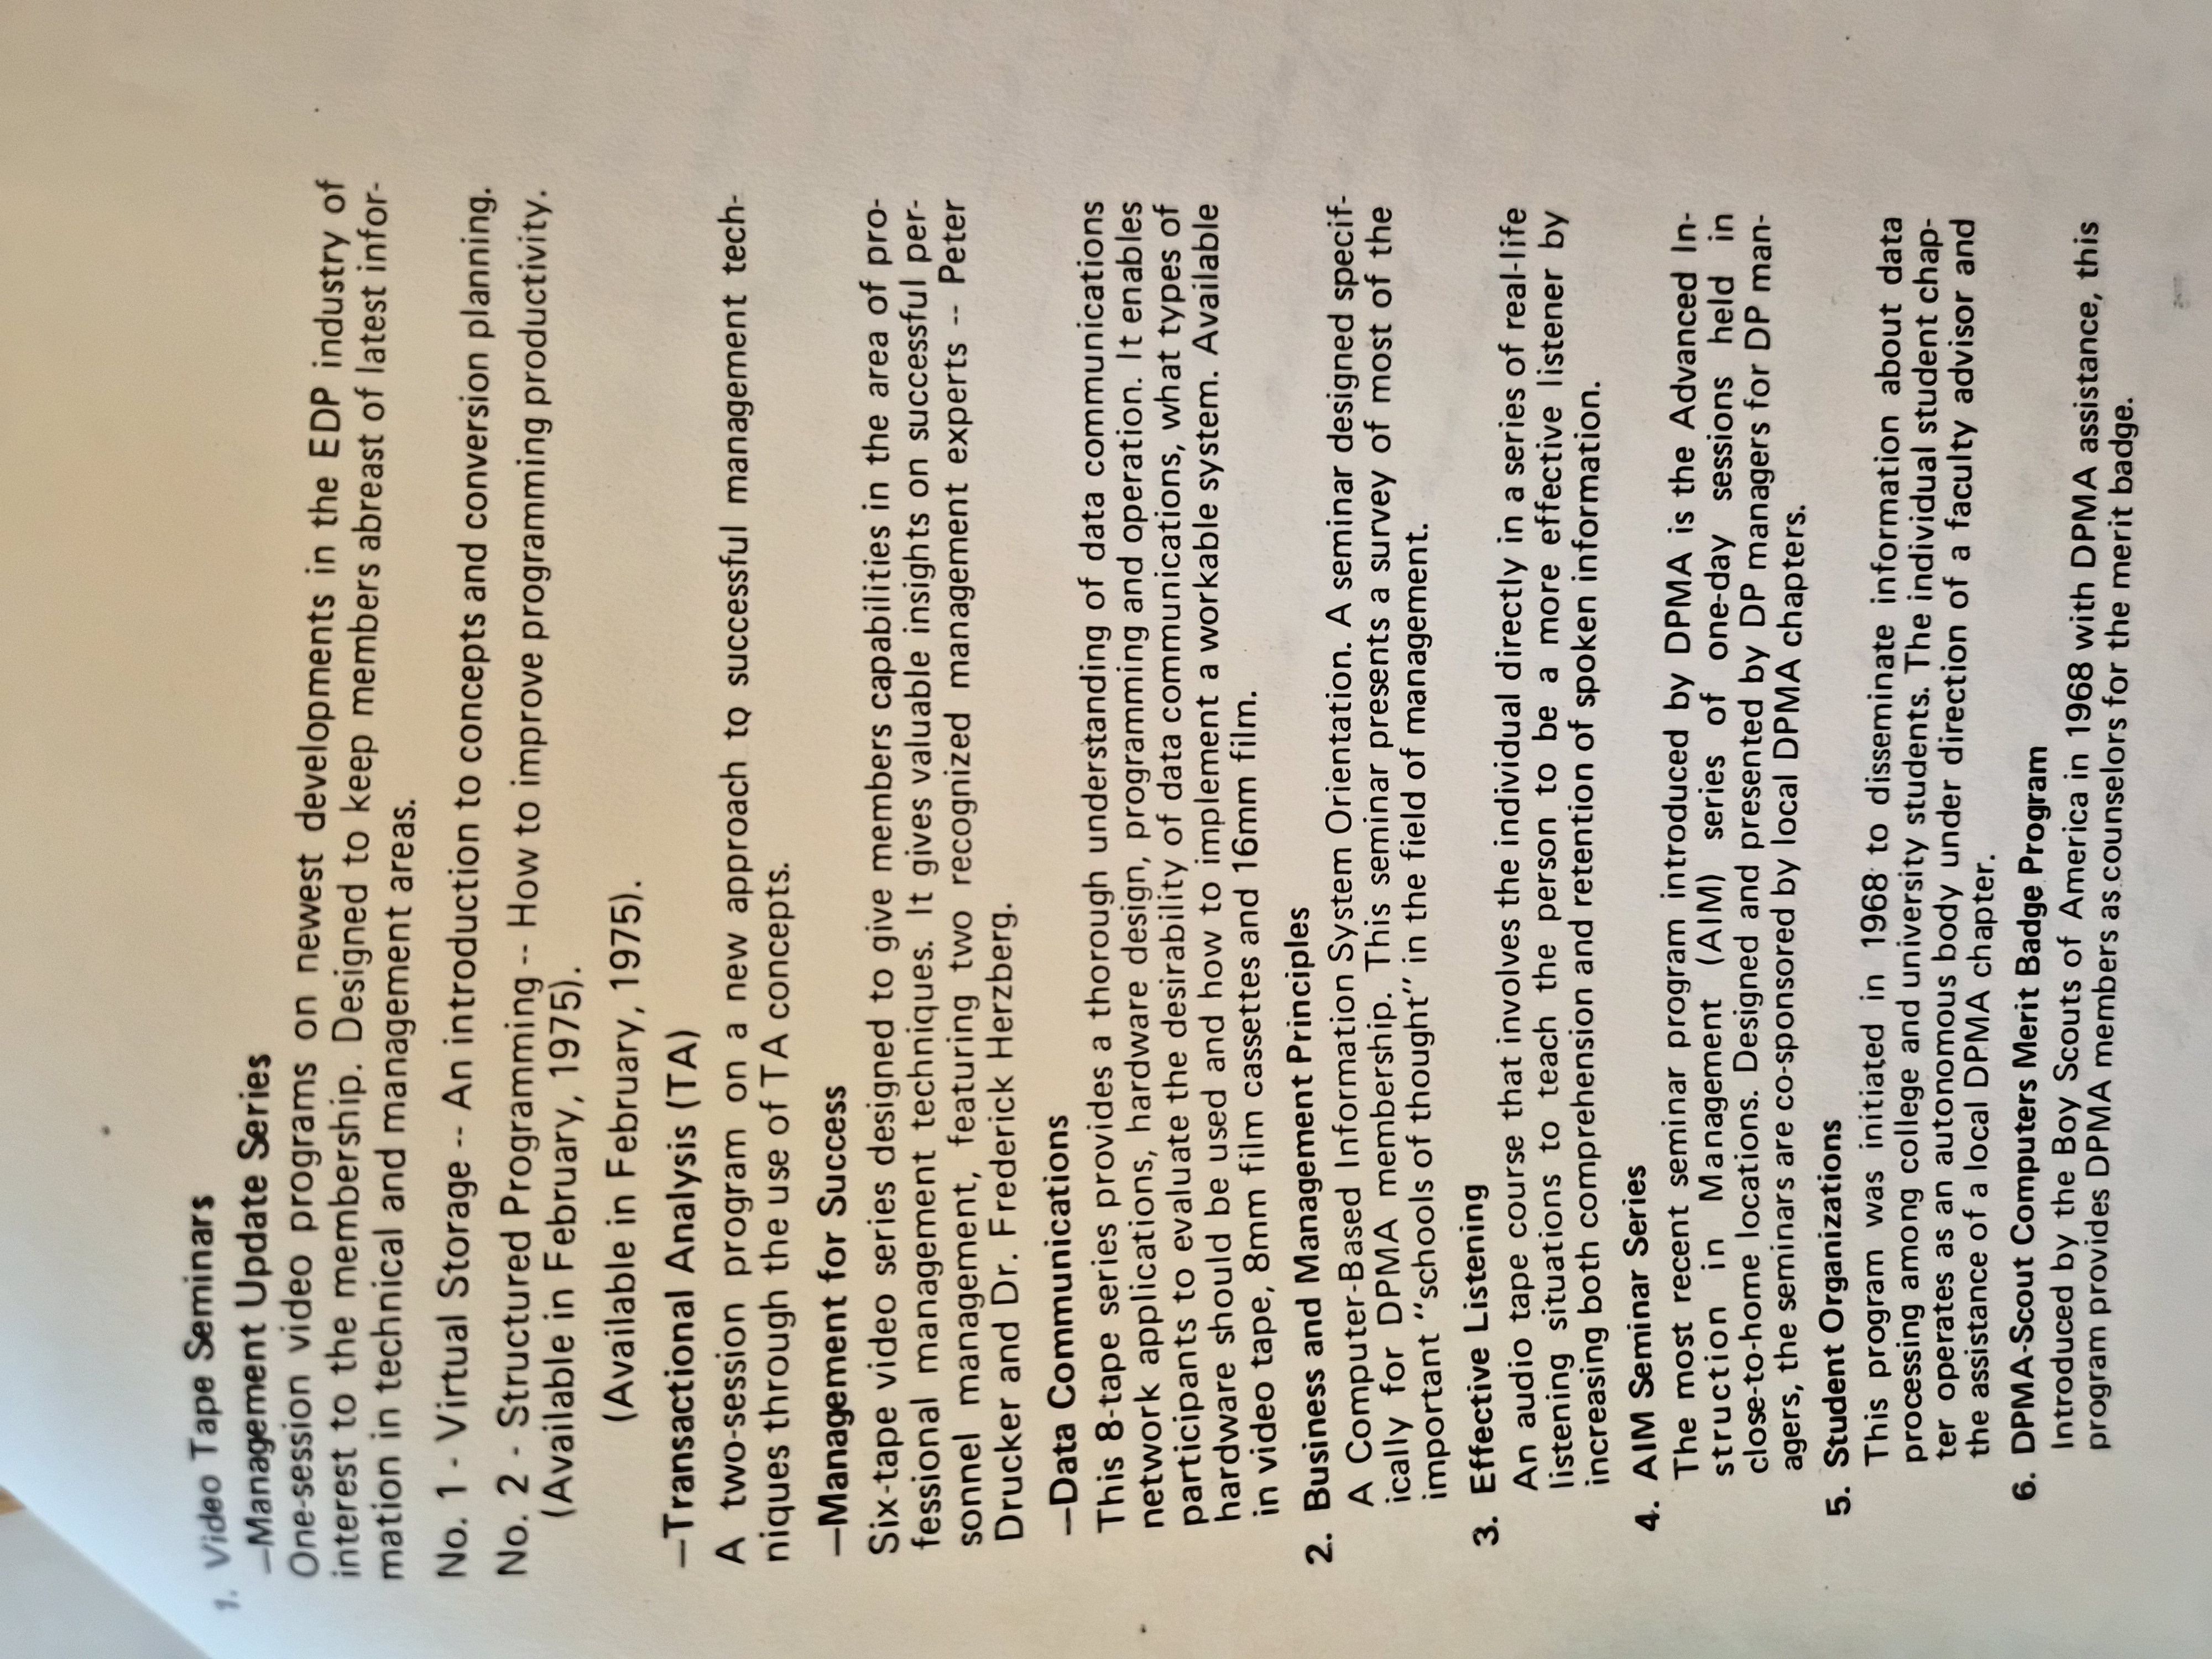 1. Video Tape Seminars
—Management Update Series
One-session video programs on newest developments in the EDP industry of
interest to the membership. Designed to keep members abreast of latest infor-
mation in technical and management areas.
No. 1 - Virtual Storage -- An introduction to concepts and conversion planning.
No. 2 - Structured Programming -- How to improve programming productivity.
(Available in February, 1975).
(Available in February, 1975).
—Transactional Analysis (TA)
A two-session program on a new approach to successful management tech-
niques through the use of TA concepts.
—Management for Success
Six-tape video series designed to give members capabilities in the area of pro-
fessional management techniques. It gives valuable insights on successful per-
sonnel management, featuring two recognized management experts -- Peter
Drucker and Dr. Frederick Herzberg.
—Data Communications
This 8-tape series provides a thorough understanding of data communications
network applications, hardware design, programming and operation. It enables
participants to evaluate the desirability of data communications, what types of
hardware should be used and how to implement a workable system. Available
in video tape, 8mm film cassettes and 16mm film.
2. Business and Management Principles
A Computer-Based Information System Orientation. A seminar designed specif-
ically for DPMA membership. This seminar presents a survey of most of the
important "schools of thought" in the field of management.
3. Effective Listening
An audio tape course that involves the individual directly in a series of real-life
listening situations to teach the person to be a more effective listener by
increasing both comprehension and retention of spoken information.
4. AIM Seminar Series
The most recent seminar program introduced by DPMA is the Advanced In-
struction in Management (AIM) series of one-day sessions held in
close-to-home locations. Designed and presented by DP managers for DP man-
agers, the seminars are co-sponsored by local DPMA chapters.
5. Student Organizations
This program was initiated in 1968 to disseminate information about data
processing among college and university students. The individual student chap-
ter operates as an autonomous body under direction of a faculty advisor and
the assistance of a local DPMA chapter.
6. DPMA-Scout Computers Merit Badge Program
Introduced by the Boy Scouts of America in 1968 with DPMA assistance, this
program provides DPMA members as counselors for the merit badge.